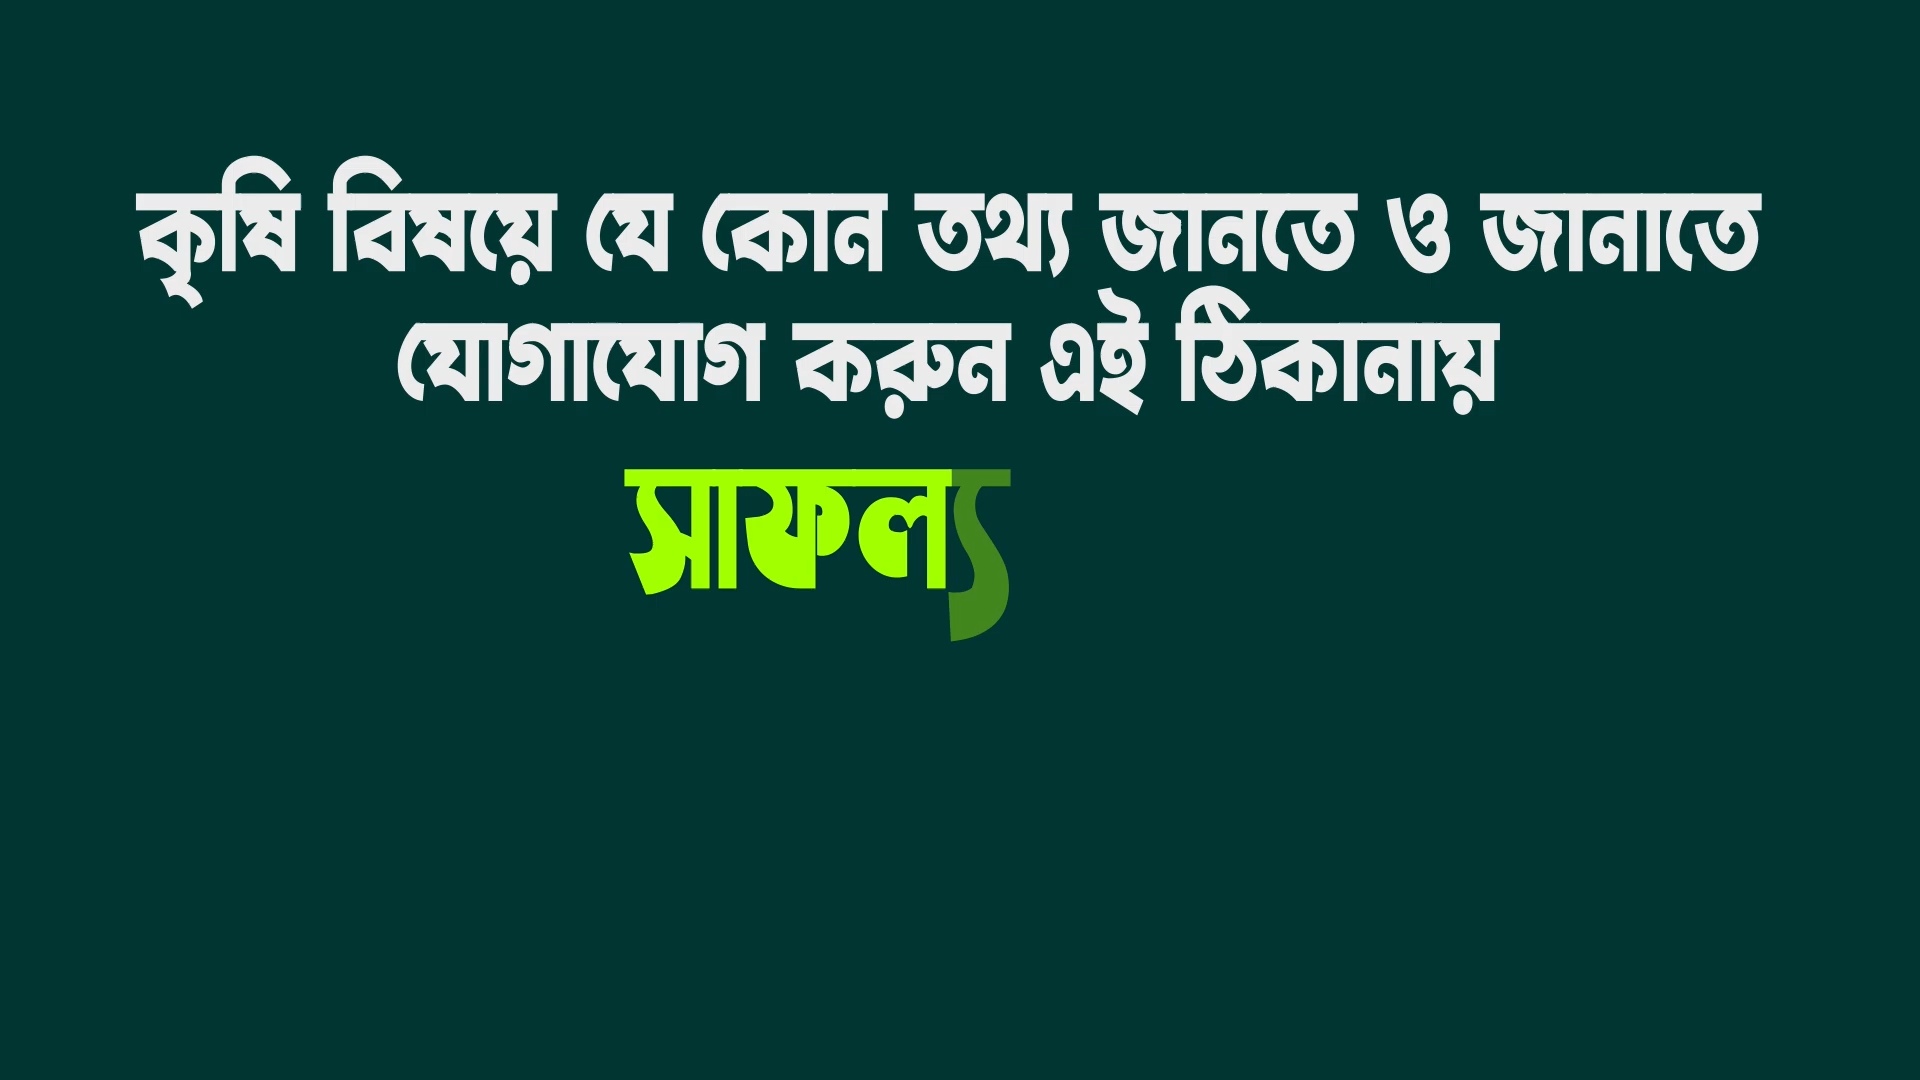 কৃষি বিষয়ে যে কোন তথ্য জানতে ও জানাতে
যোগাযোগ করুন এই ঠিকানায়
সাফল্য